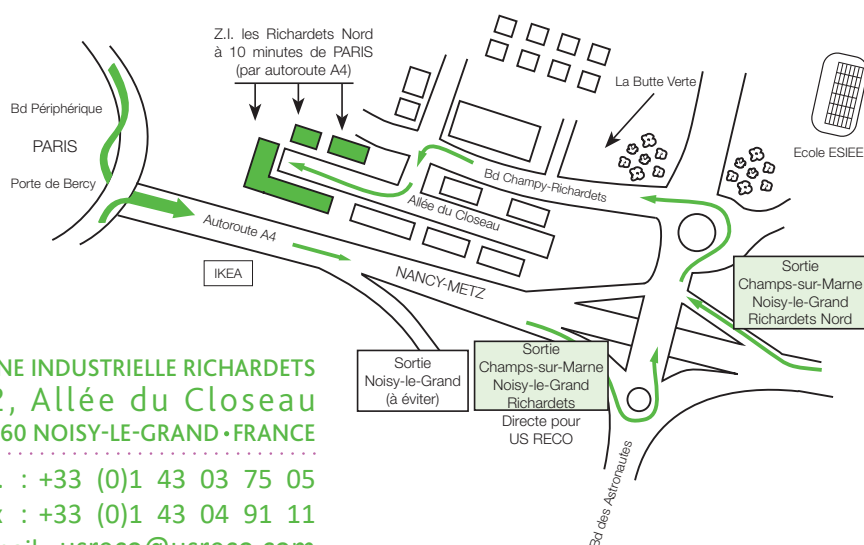 Z.I. les Richardets Nord
à 10 minutes de PARIS
(par autoroute A4)
La Butte Verte
Ecole ESIEE
Bd Périphérique
PARIS
Porte de Bercy
Bd Champy-Richardets
Allée du Closeau
Autoroute A4
IKEA
NANCY-METZ
Sortie
Champs-sur-Marne
Noisy-le-Grand
Richardets Nord
Sortie
Noisy-le-Grand
(à éviter)
Sortie
Champs-sur-Marne
Noisy-le-Grand
Richardets
Directe pour
US RECO
Bd des Astronautes
NE INDUSTRIELLE RICHARDETS
2, Allée du Closeau
60 NOISY-LE-GRAND•FRANCE
. : +33 (0)1 43 03 75 05
x : +33 (0)1 43 04 91 11
usreco@usreco.com